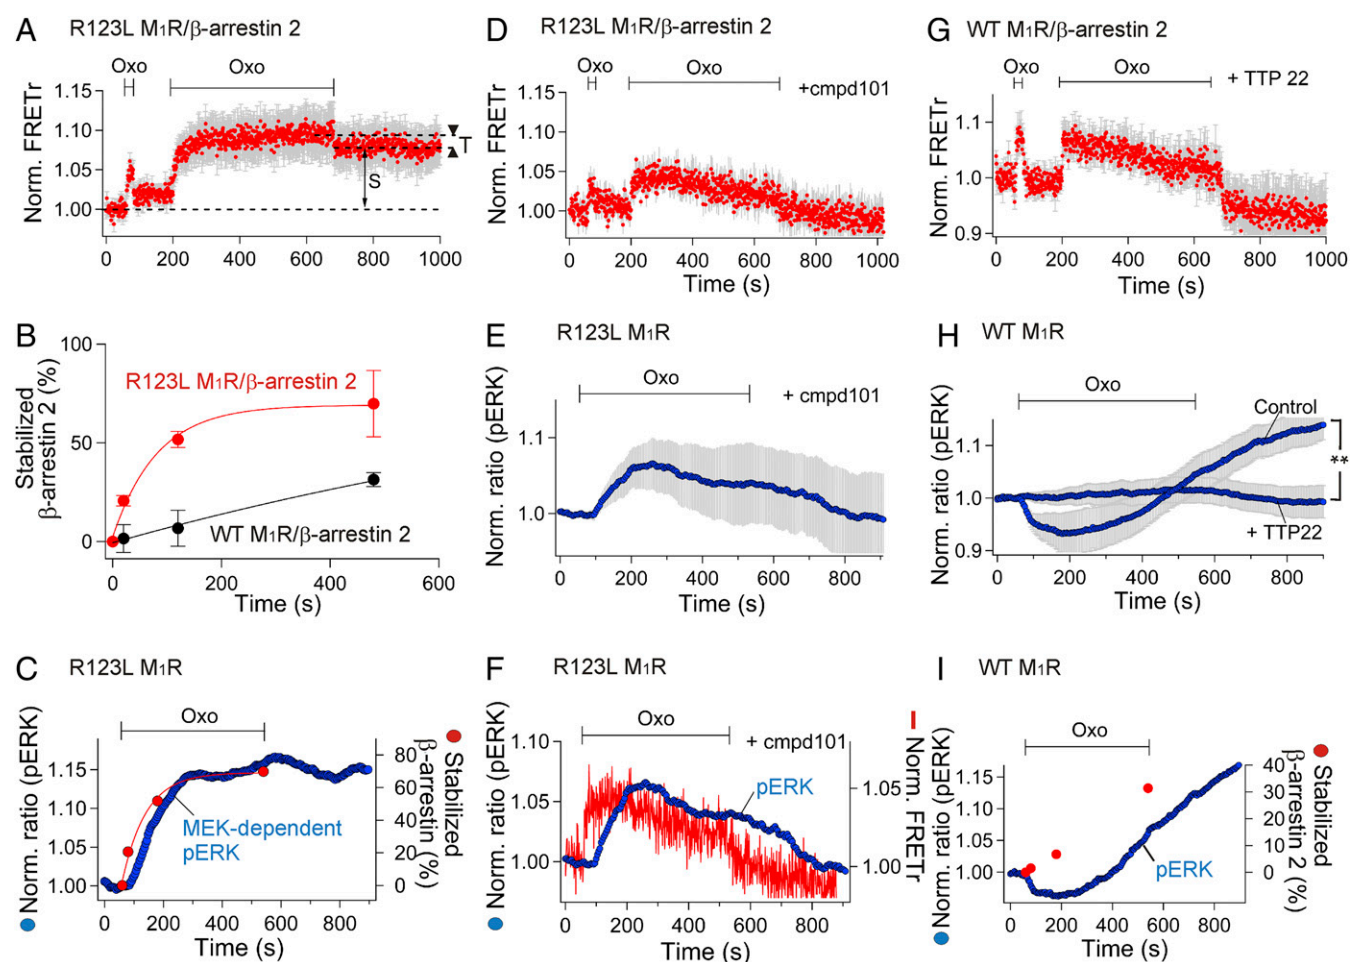 A R123L M1R/β-arrestin 2
Oxo Oxo
Norm. FRETr
1.15
1.10
1.05
1.00
T
S
0 200 400 600 800 1000
Time (s)
B
Stabilized
β-arrestin 2 (%)
100
50
0
R123L M1R/β-arrestin 2
WT M1R/β-arrestin 2
0 200 400 600
Time (s)
C R123L M1R
Oxo
Norm. ratio (pERK)
1.15
1.10
1.05
1.00
MEK-dependent
pERK
80
60
40
20
0
Stabilized
β-arrestin (%)
0 200 400 600 800
Time (s)
D R123L M1R/β-arrestin 2
Oxo Oxo
+cmpd101
Norm. FRETr
1.15
1.10
1.05
1.00
0 200 400 600 800 1000
Time (s)
E R123L M1R
Oxo
+ cmpd101
Norm. ratio (pERK)
1.1
1.0
0 200 400 600 800
Time (s)
F R123L M1R
Oxo
+ cmpd101
Norm. ratio (pERK)
1.10
1.05
1.00
pERK
1.05
1.00
Norm. FRETr
0 200 400 600 800
Time (s)
G WT M1R/β-arrestin 2
Oxo Oxo
+ TTP 22
Norm. FRETr
1.1
1.0
0.9
0 200 400 600 800 1000
Time (s)
H WT M1R
Oxo
Control
Norm. ratio (pERK)
1.1
1.0
0.9
**
+ TTP22
0 200 400 600 800
Time (s)
I WT M1R
Oxo
Norm. ratio (pERK)
1.15
1.10
1.05
1.00
pERK
40
30
20
10
0
Stabilized
β-arrestin 2 (%)
0 200 400 600 800
Time (s)